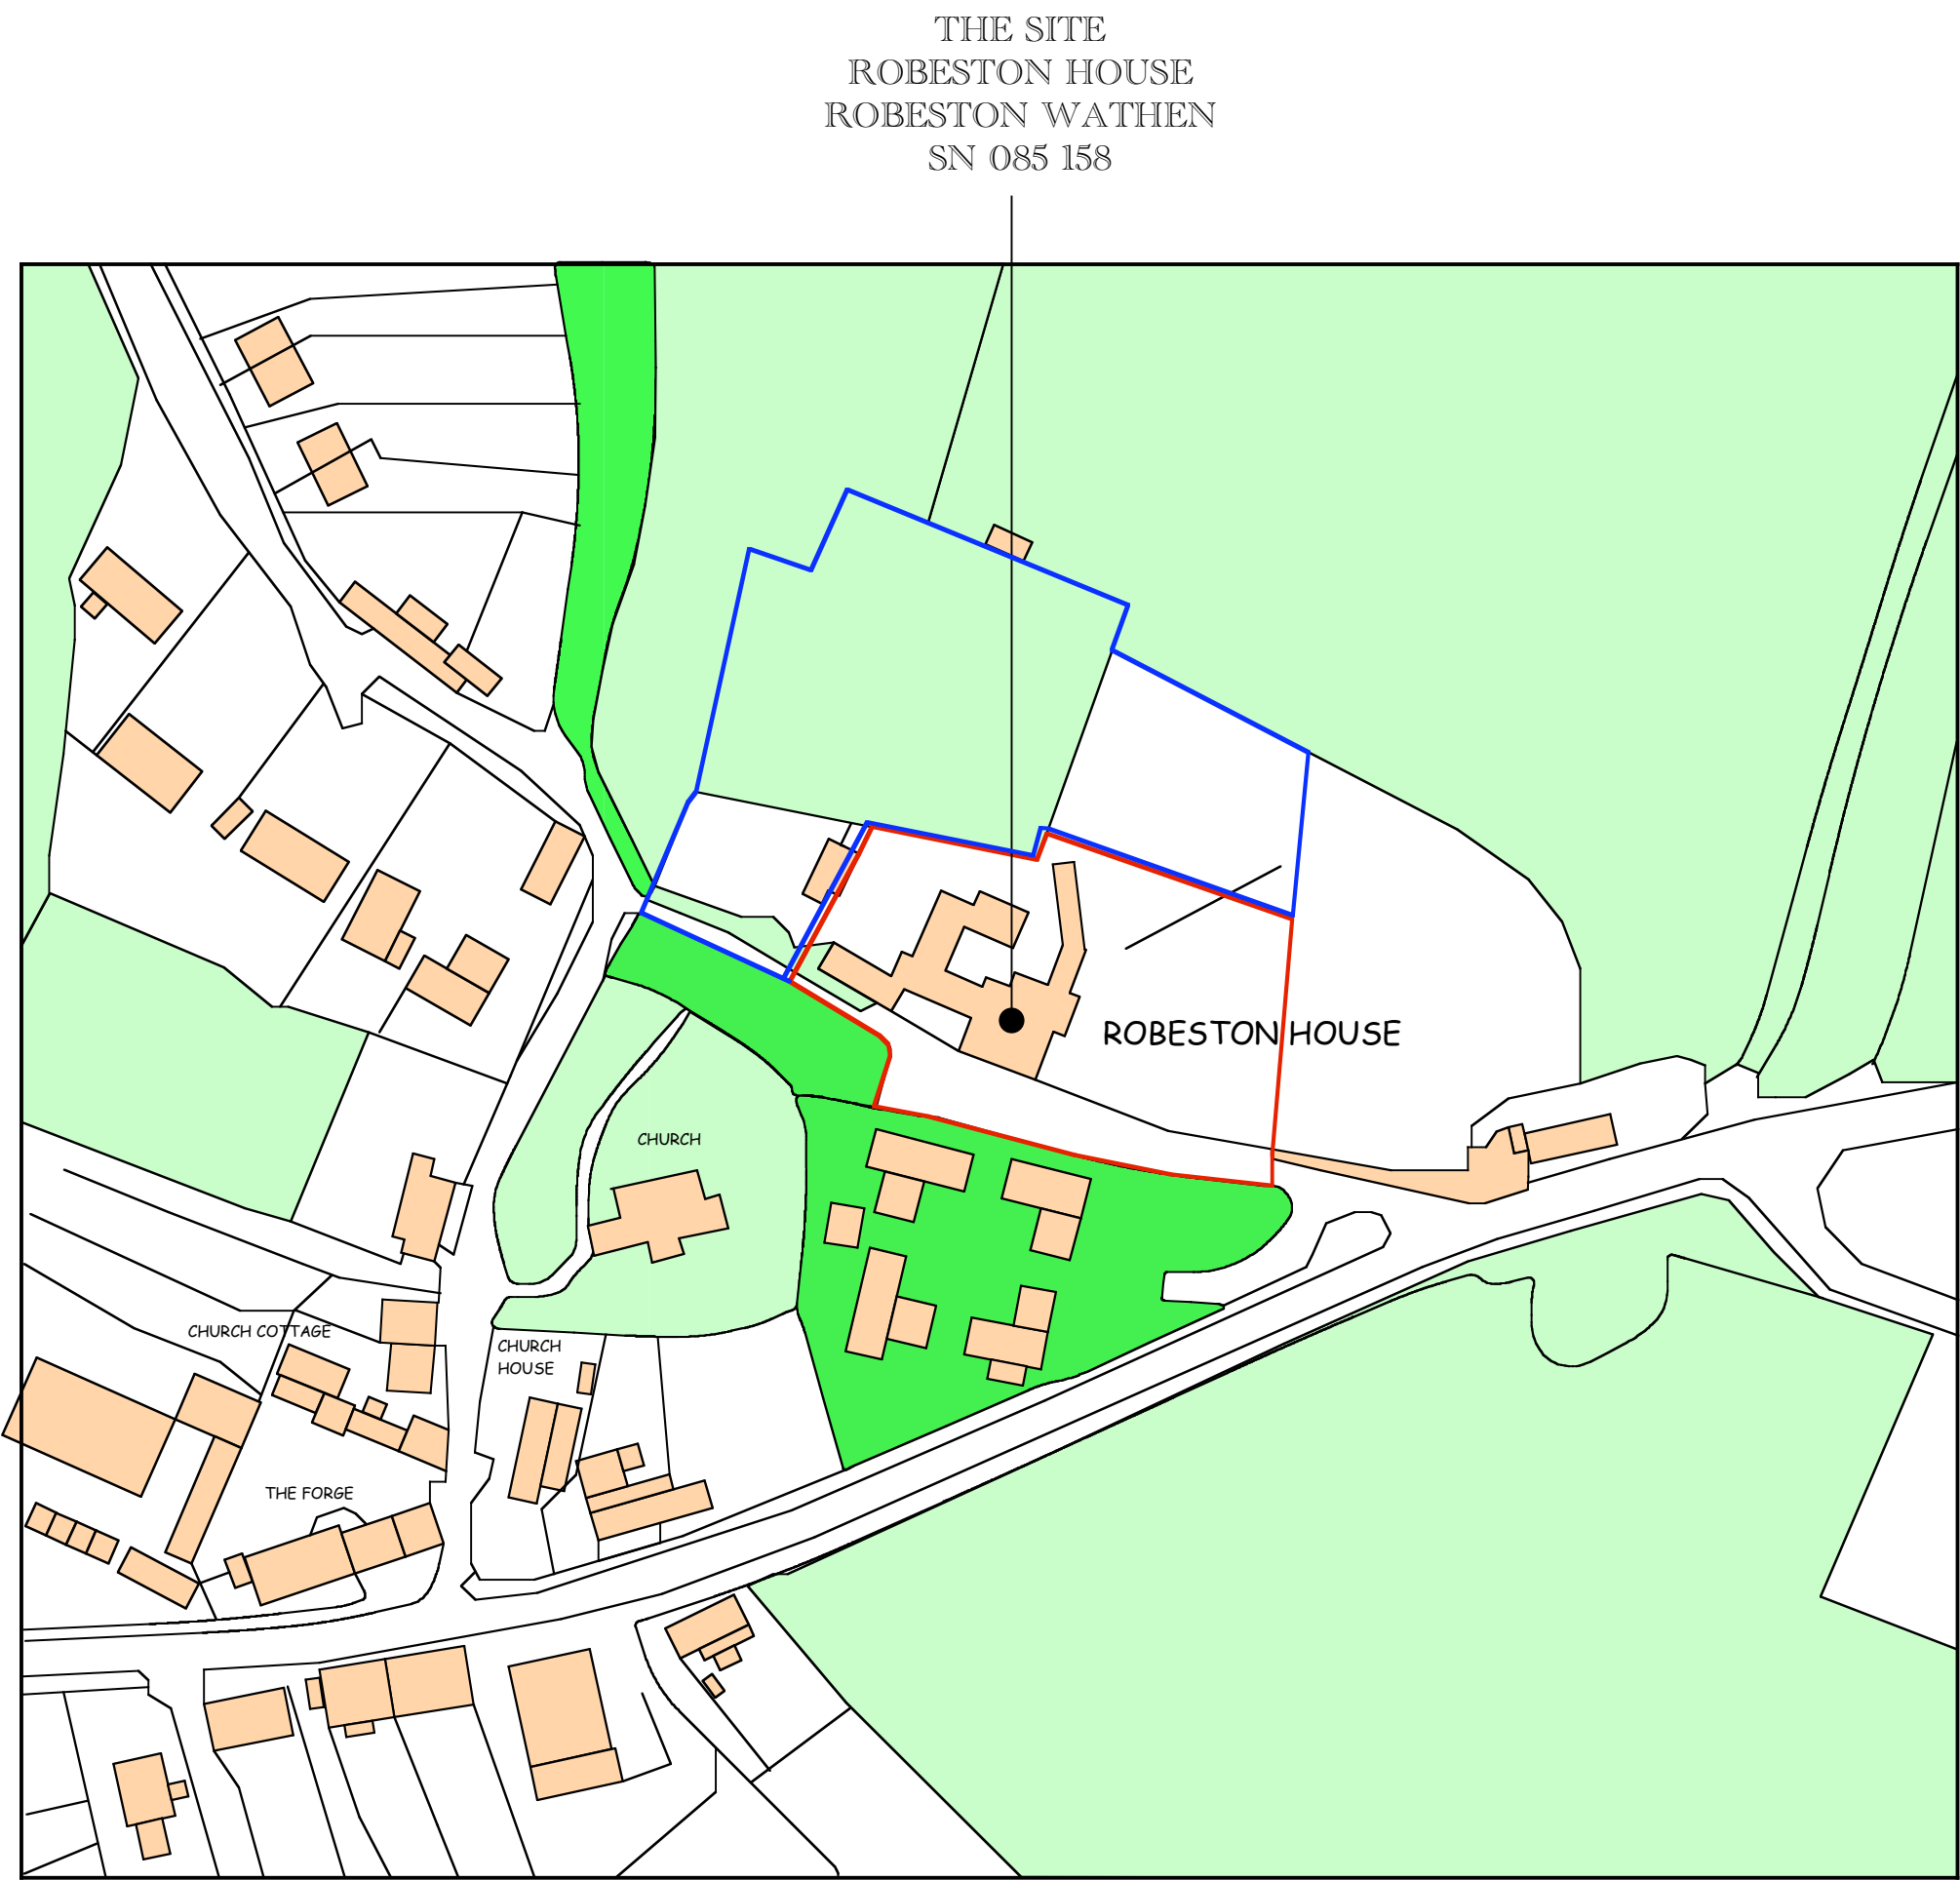 THE SITE
ROBESTON HOUSE
ROBESTON WATHEN
SN 085 158
ROBESTON HOUSE
CHURCH
CHURCH COTTAGE
CHURCH
HOUSE
THE FORGE